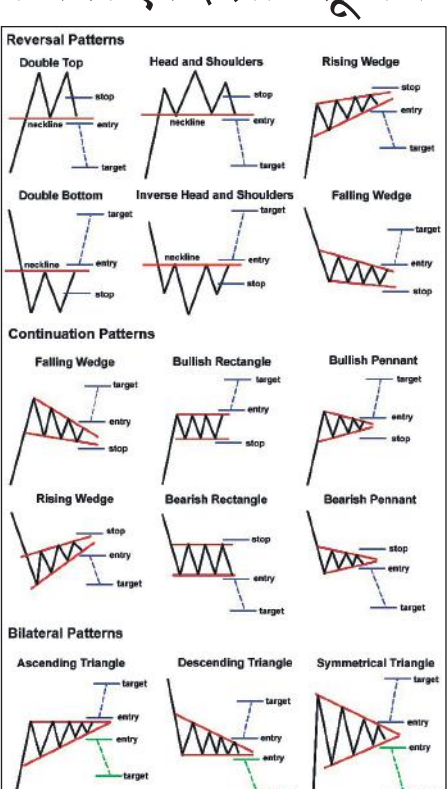 Reversal Patterns
Double Top
stop
neckline
entry
target
Head and Shoulders
stop
neckline
entry
target
Rising Wedge
stop
entry
target
Double Bottom
target
neckline
entry
stop
Inverse Head and Shoulders
target
neckline
entry
stop
Falling Wedge
target
entry
stop
Continuation Patterns
Falling Wedge
target
entry
stop
Bullish Rectangle
target
entry
stop
Bullish Pennant
target
entry
stop
Rising Wedge
stop
entry
target
Bearish Rectangle
stop
entry
target
Bearish Pennant
stop
entry
target
Bilateral Patterns
Ascending Triangle
target
entry
entry
target
Descending Triangle
target
entry
entry
Symmetrical Triangle
target
entry
entry